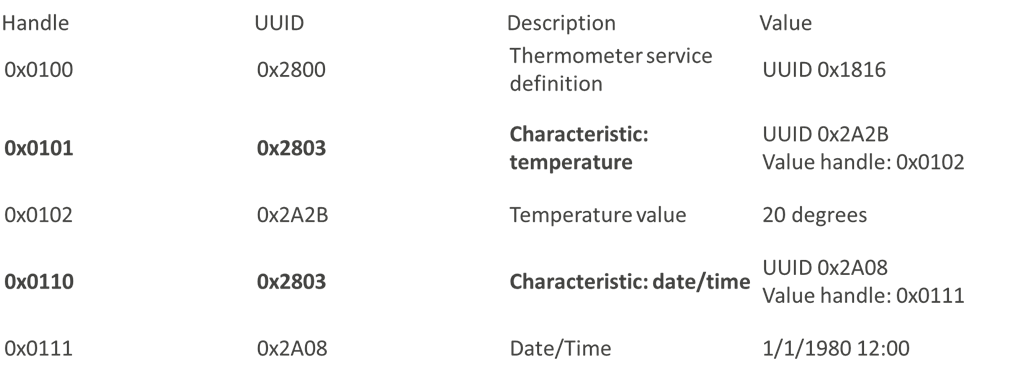 Handle UUID Description Value
0x0100 0x2800 Thermometer service definition UUID 0x1816
0x0101 0x2803 Characteristic: temperature UUID 0x2A2B Value handle: 0x0102
0x0102 0x2A2B Temperature value 20 degrees
0x0110 0x2803 Characteristic: date/time UUID 0x2A08 Value handle: 0x0111
0x0111 0x2A08 Date/Time 1/1/1980 12:00